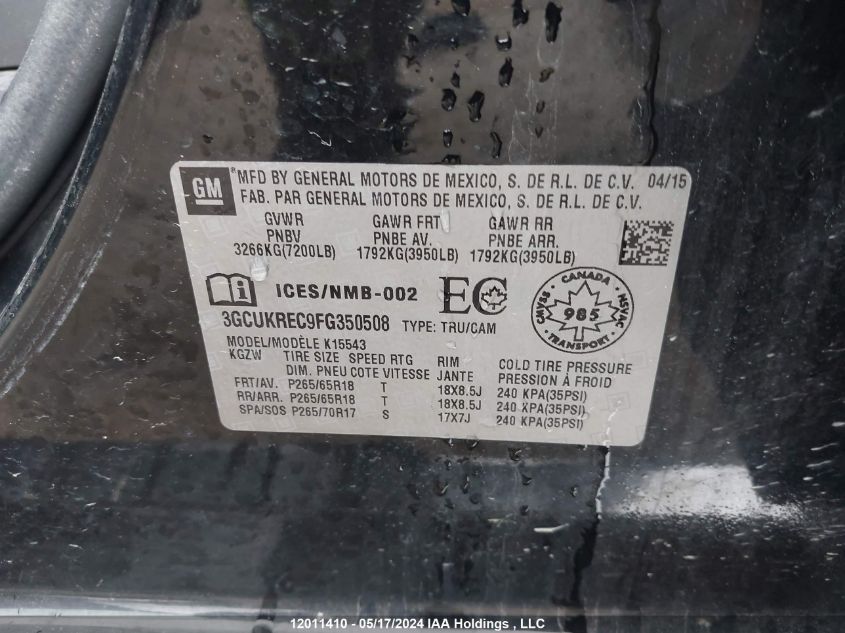 GM
MFD BY GENERAL MOTORS DE MEXICO, S. DE R.L. DE C.V. 04/15
FAB. PAR GENERAL MOTORS DE MEXICO, S. DE R.L. DE C.V.
GVWR GAWR FRT GAWR RR
PNBV PNBE AV. PNBE ARR.
3266KG(7200LB) 1792KG(3950LB) 1792KG(3950LB)
i ICES/NMB-002 EC
CANADA
CMVSS 985 NSVAC
TRANSPORT
3GCUKREC9FG350508 TYPE: TRU/CAM
MODEL/MODÈLE K15543
KGZW TIRE SIZE SPEED RTG RIM COLD TIRE PRESSURE
DIM. PNEU COTE VITESSE JANTE PRESSION À FROID
FRT/AV. P265/65R18 T 18X8.5J 240 KPA(35PSI)
RR/ARR. P265/65R18 T 18X8.5J 240 KPA(35PSI)
SPA/SOS P265/70R17 S 17X7J 240 KPA(35PSI)
12011410 - 05/17/2024 IAA Holdings , LLC